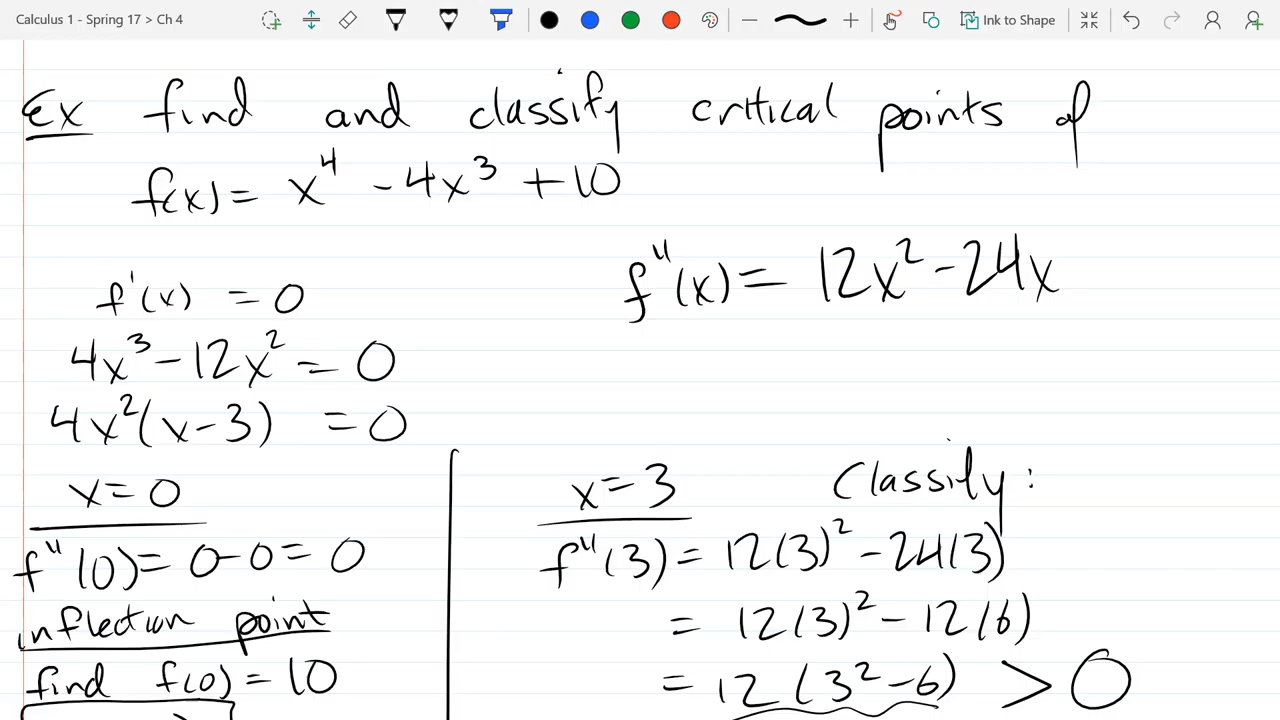 Calculus 1 - Spring 17 > Ch 4
Ink to Shape
Ex find and classify critical points of
f(x) = x⁴ - 4x³ + 10
f''(x) = 12x² - 24x
f'(x) = 0
4x³ - 12x² = 0
4x²(x-3) = 0
x = 0
f''(0) = 0-0 = 0
inflection point
find f(0) = 10
x = 3 Classify:
f''(3) = 12(3)² - 24(3)
= 12(3)² - 12(6)
= 12(3² - 6) > 0